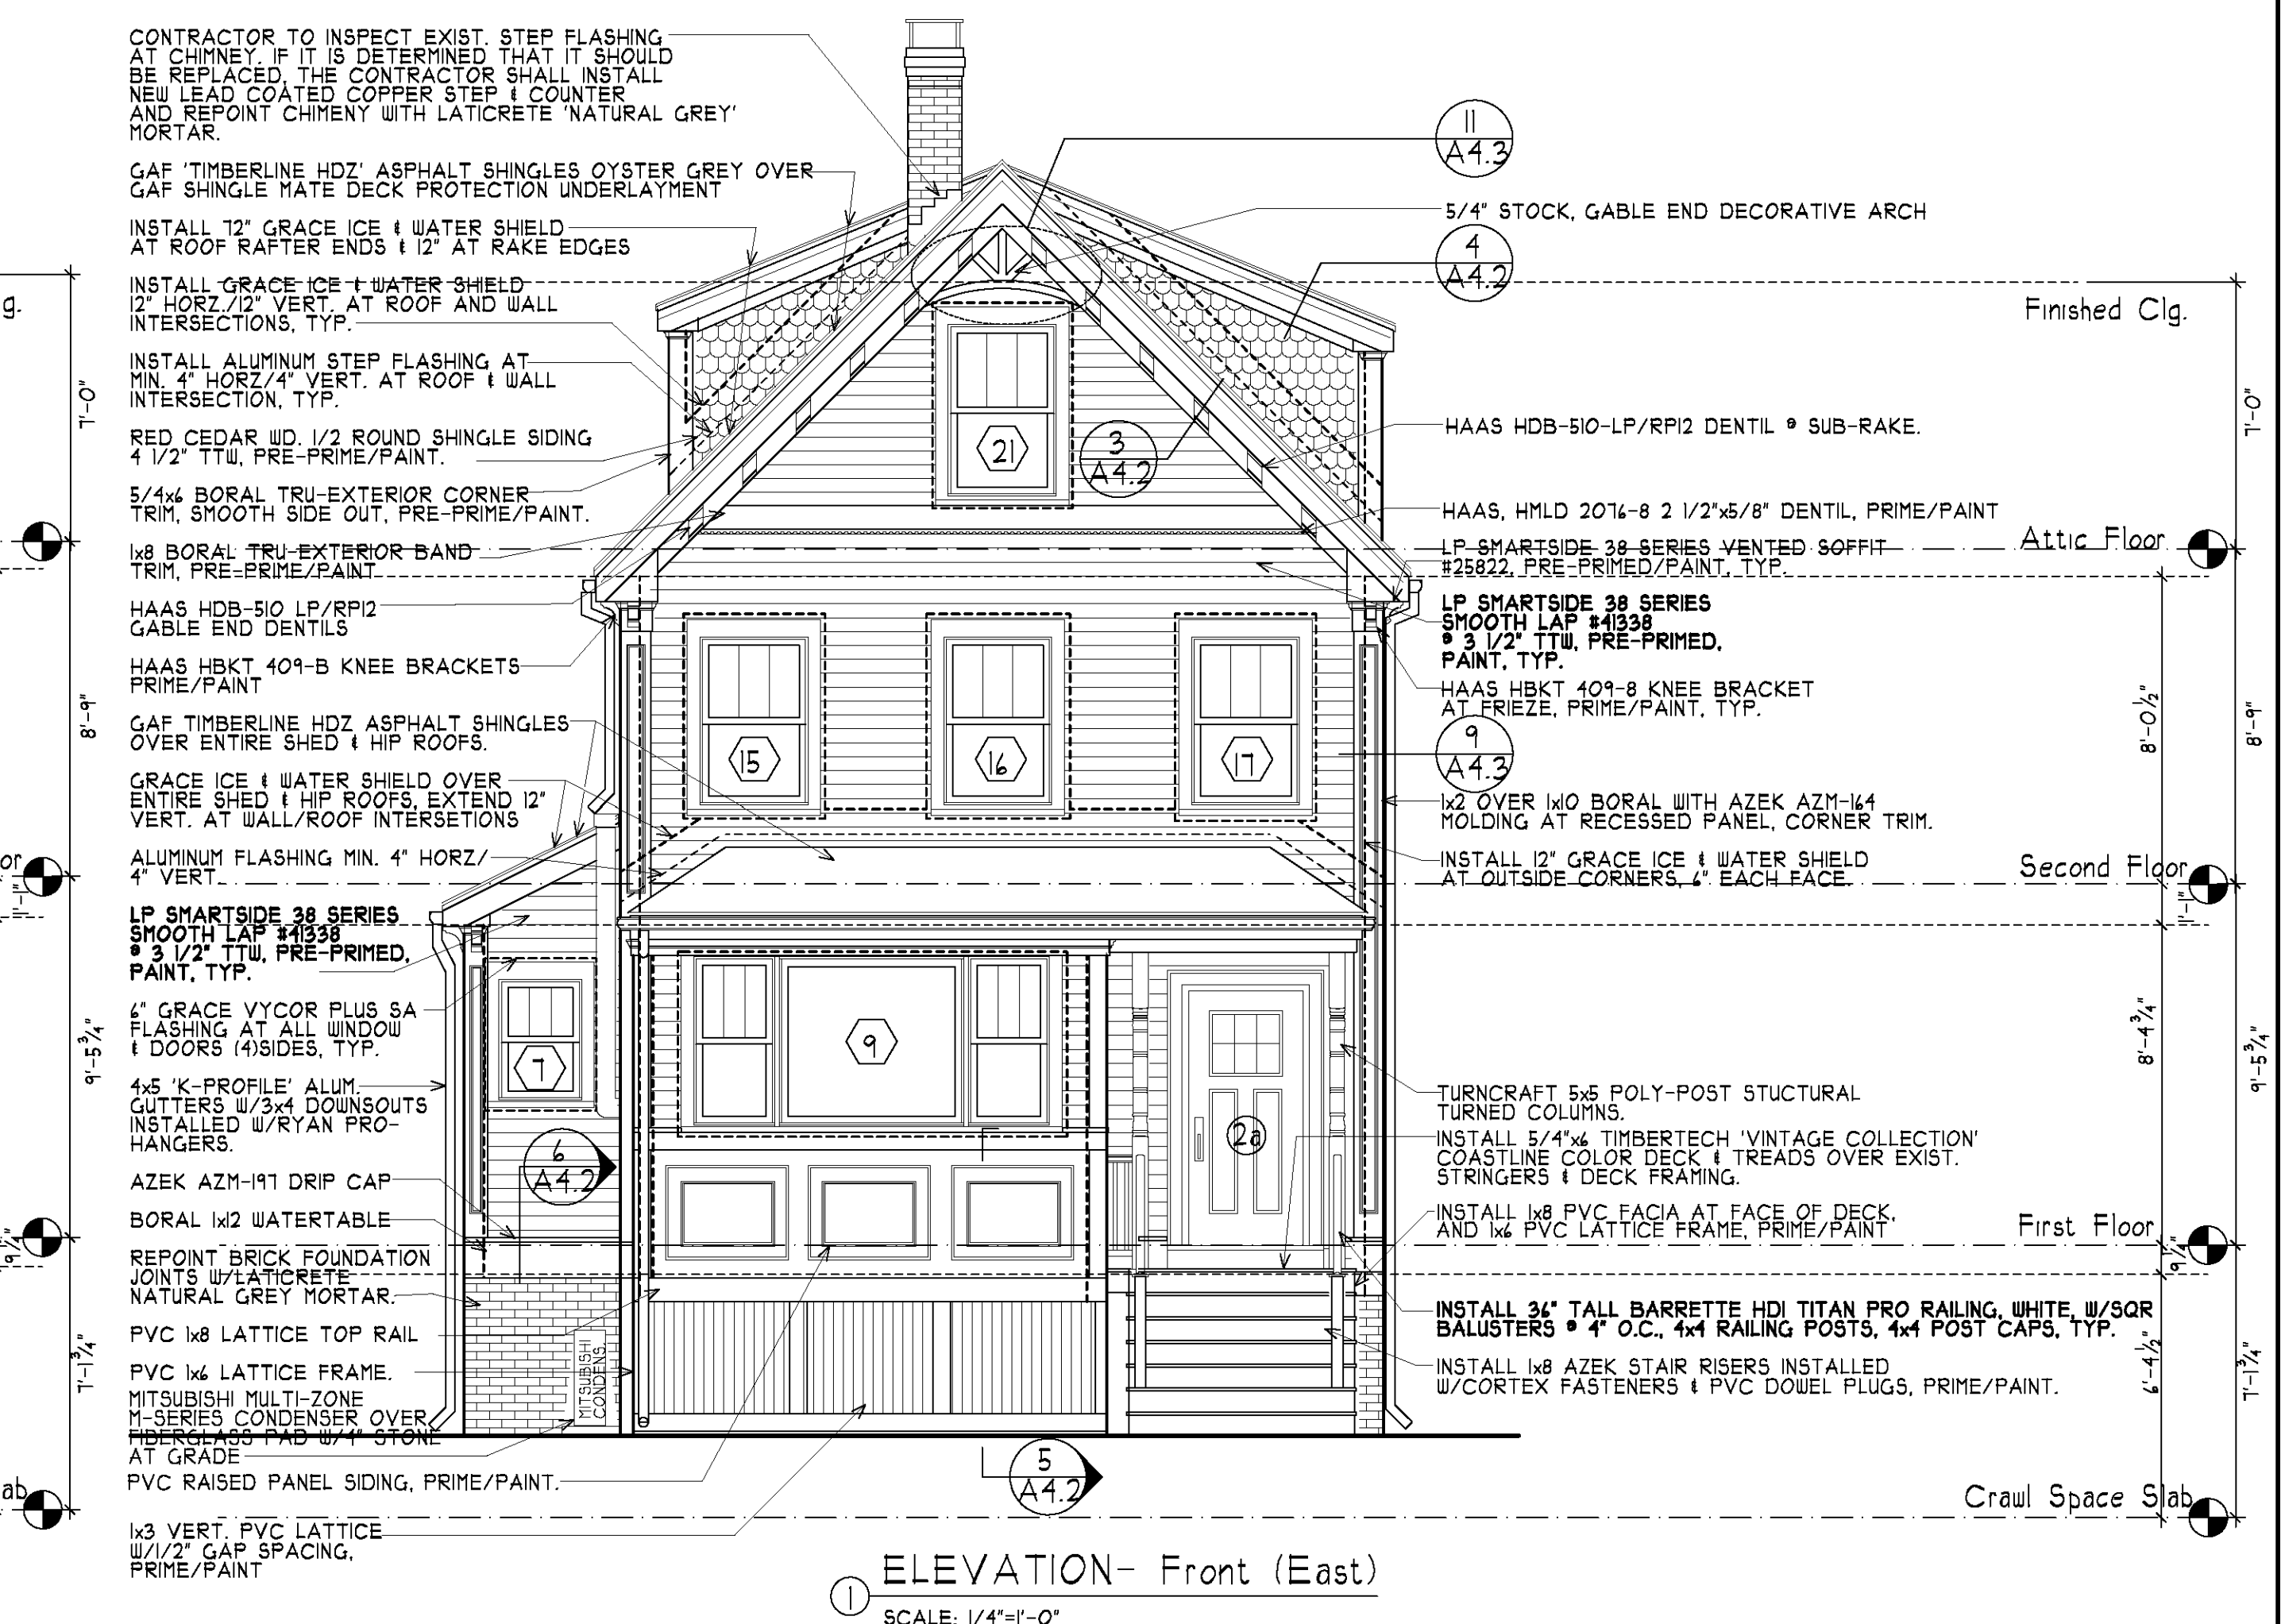 CONTRACTOR TO INSPECT EXIST. STEP FLASHING
AT CHIMNEY. IF IT IS DETERMINED THAT IT SHOULD
BE REPLACED, THE CONTRACTOR SHALL INSTALL
NEW LEAD COATED COPPER STEP & COUNTER
AND REPOINT CHIMENY WITH LATICRETE 'NATURAL GREY'
MORTAR.
GAF 'TIMBERLINE HDZ' ASPHALT SHINGLES OYSTER GREY OVER
GAF SHINGLE MATE DECK PROTECTION UNDERLAYMENT
INSTALL 72" GRACE ICE & WATER SHIELD
AT ROOF RAFTER ENDS & 12" AT RAKE EDGES
INSTALL GRACE ICE & WATER SHIELD
12" HORZ./12" VERT. AT ROOF AND WALL
INTERSECTIONS, TYP.
INSTALL ALUMINUM STEP FLASHING AT
MIN. 4" HORZ/4" VERT. AT ROOF & WALL
INTERSECTION, TYP.
RED CEDAR WD. 1/2 ROUND SHINGLE SIDING
4 1/2" TTW, PRE-PRIME/PAINT.
5/4x6 BORAL TRU-EXTERIOR CORNER
TRIM, SMOOTH SIDE OUT, PRE-PRIME/PAINT.
1x8 BORAL TRU-EXTERIOR BAND
TRIM, PRE-PRIME/PAINT
HAAS HDB-510 LP/RP12
GABLE END DENTILS
HAAS HBKT 409-B KNEE BRACKETS
PRIME/PAINT
GAF TIMBERLINE HDZ ASPHALT SHINGLES
OVER ENTIRE SHED & HIP ROOFS.
GRACE ICE & WATER SHIELD OVER
ENTIRE SHED & HIP ROOFS, EXTEND 12"
VERT. AT WALL/ROOF INTERSETIONS
ALUMINUM FLASHING MIN. 4" HORZ/
4" VERT.
LP SMARTSIDE 38 SERIES
SMOOTH LAP #41338
@ 3 1/2" TTW, PRE-PRIMED,
PAINT, TYP.
6" GRACE VYCOR PLUS SA
FLASHING AT ALL WINDOW
& DOORS (4)SIDES, TYP.
4x5 'K-PROFILE' ALUM.
GUTTERS W/3x4 DOWNSOUTS
INSTALLED W/RYAN PRO-
HANGERS.
AZEK AZM-197 DRIP CAP
BORAL 1x12 WATERTABLE
REPOINT BRICK FOUNDATION
JOINTS W/LATICRETE
NATURAL GREY MORTAR.
PVC 1x8 LATTICE TOP RAIL
PVC 1x6 LATTICE FRAME.
MITSUBISHI MULTI-ZONE
M-SERIES CONDENSER OVER
FIBERGLASS PAD W/4" STONE
AT GRADE
PVC RAISED PANEL SIDING, PRIME/PAINT.
1x3 VERT. PVC LATTICE
W/1/2" GAP SPACING,
PRIME/PAINT
g.
7'-0"
8'-9"
or
1'-1"
9'-5 3/4"
9 1/4"
7'-1 3/4"
ab
21
15
16
17
9
7
2a
3
A4.2
6
A4.2
5
A4.2
MITSUBISHI
CONDENS.
11
A4.3
5/4" STOCK, GABLE END DECORATIVE ARCH
4
A4.2
HAAS HDB-510-LP/RP12 DENTIL @ SUB-RAKE.
HAAS, HMLD 2076-8 2 1/2"x5/8" DENTIL, PRIME/PAINT
LP SMARTSIDE 38 SERIES VENTED SOFFIT
#25822, PRE-PRIMED/PAINT, TYP.
LP SMARTSIDE 38 SERIES
SMOOTH LAP #41338
@ 3 1/2" TTW, PRE-PRIMED,
PAINT, TYP.
HAAS HBKT 409-8 KNEE BRACKET
AT FRIEZE, PRIME/PAINT, TYP.
9
A4.3
1x2 OVER 1x10 BORAL WITH AZEK AZM-164
MOLDING AT RECESSED PANEL, CORNER TRIM.
INSTALL 12" GRACE ICE & WATER SHIELD
AT OUTSIDE CORNERS, 6" EACH FACE.
TURNCRAFT 5x5 POLY-POST STUCTURAL
TURNED COLUMNS.
INSTALL 5/4"x6 TIMBERTECH 'VINTAGE COLLECTION'
COASTLINE COLOR DECK & TREADS OVER EXIST.
STRINGERS & DECK FRAMING.
INSTALL 1x8 PVC FACIA AT FACE OF DECK,
AND 1x6 PVC LATTICE FRAME, PRIME/PAINT
INSTALL 36" TALL BARRETTE HDI TITAN PRO RAILING, WHITE, W/SQR
BALUSTERS @ 4" O.C., 4x4 RAILING POSTS, 4x4 POST CAPS, TYP.
INSTALL 1x8 AZEK STAIR RISERS INSTALLED
W/CORTEX FASTENERS & PVC DOWEL PLUGS, PRIME/PAINT.
Finished Clg.
Attic Floor
Second Floor
First Floor
Crawl Space Slab
7'-0"
8'-0 1/2"
8'-9"
1'-1"
8'-4 3/4"
9'-5 3/4"
9 1/4"
6'-4 1/2"
7'-1 3/4"
1
ELEVATION- Front (East)
SCALE: 1/4"=1'-0"